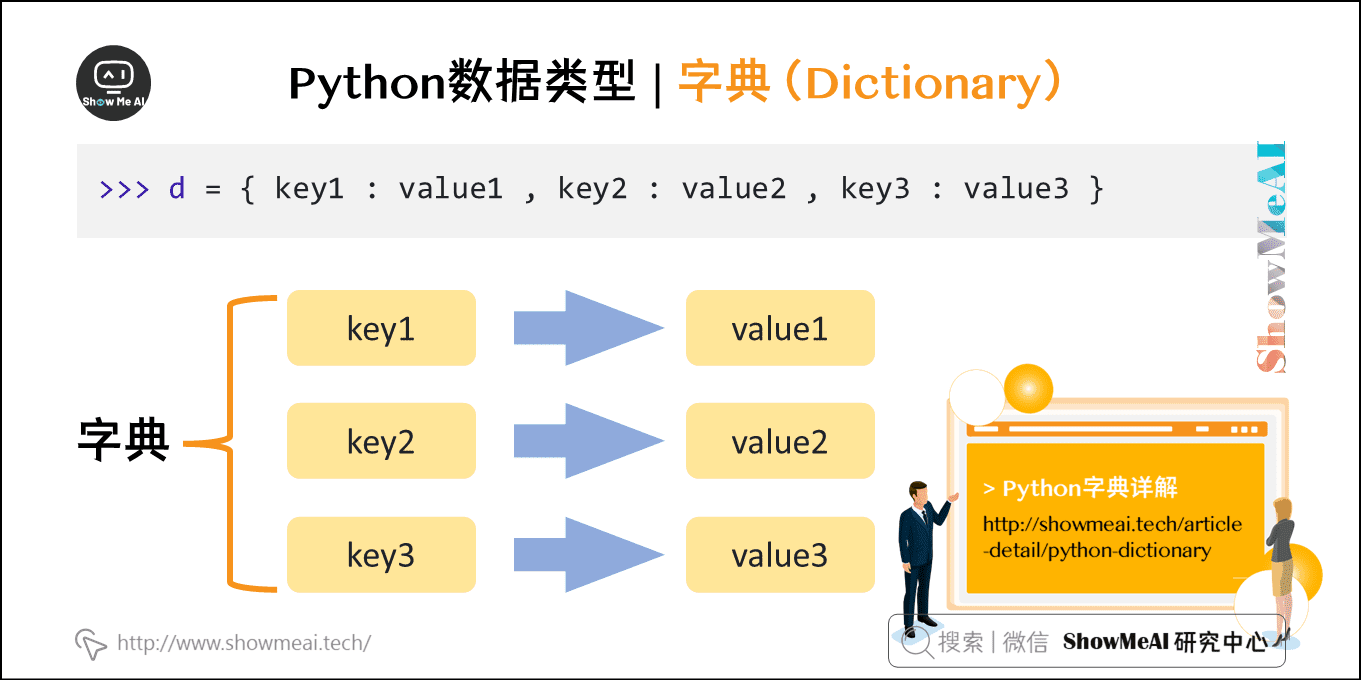 Show Me AI
Python数据类型 | 字典（Dictionary）
>>> d = { key1 : value1 , key2 : value2 , key3 : value3 }
ShowMeAI
字典
key1
value1
key2
value2
key3
value3
> Python字典详解
http://showmeai.tech/article
-detail/python-dictionary
http://www.showmeai.tech/
搜索 | 微信 ShowMeAI 研究中心